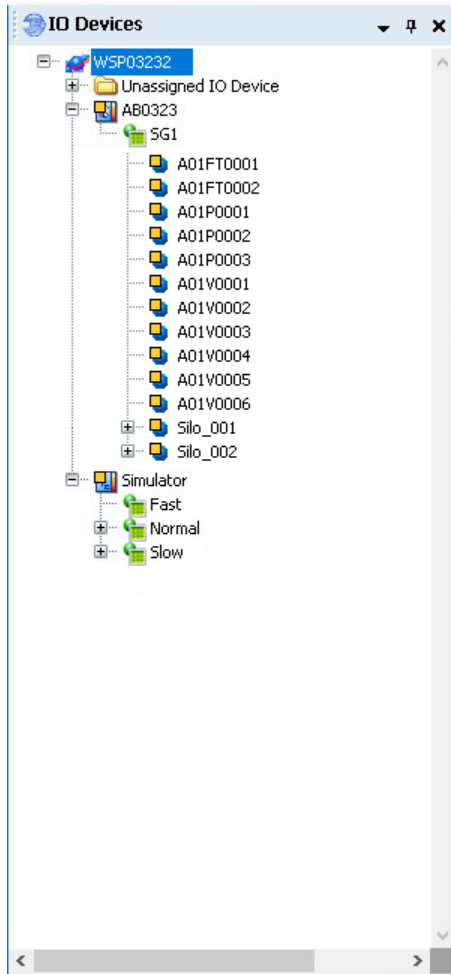 IO Devices
WSP03232
Unassigned IO Device
AB0323
SG1
A01FT0001
A01FT0002
A01P0001
A01P0002
A01P0003
A01V0001
A01V0002
A01V0003
A01V0004
A01V0005
A01V0006
Silo_001
Silo_002
Simulator
Fast
Normal
Slow